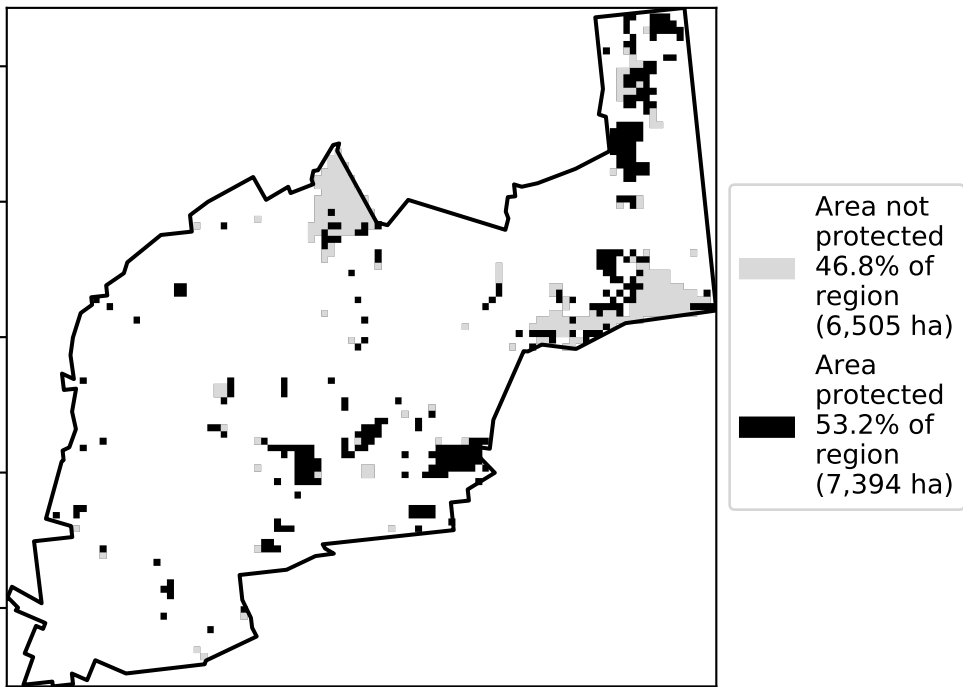 Area not
protected
46.8% of
region
(6,505 ha)
Area
protected
53.2% of
region
(7,394 ha)